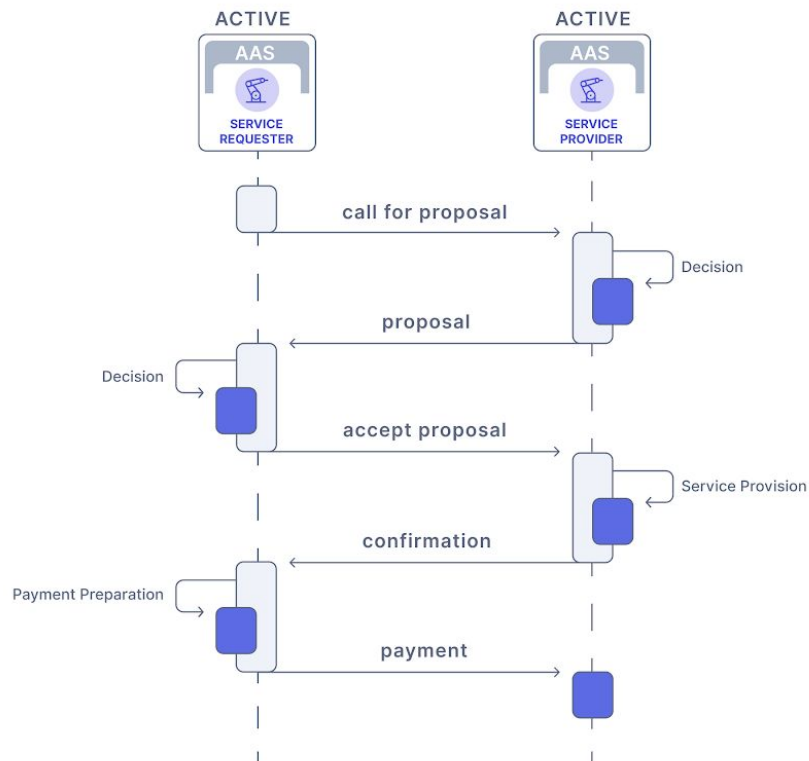 ACTIVE
ACTIVE
AAS
AAS
SERVICE
REQUESTER
SERVICE
PROVIDER
call for proposal
Decision
proposal
Decision
accept proposal
Service Provision
confirmation
Payment Preparation
payment